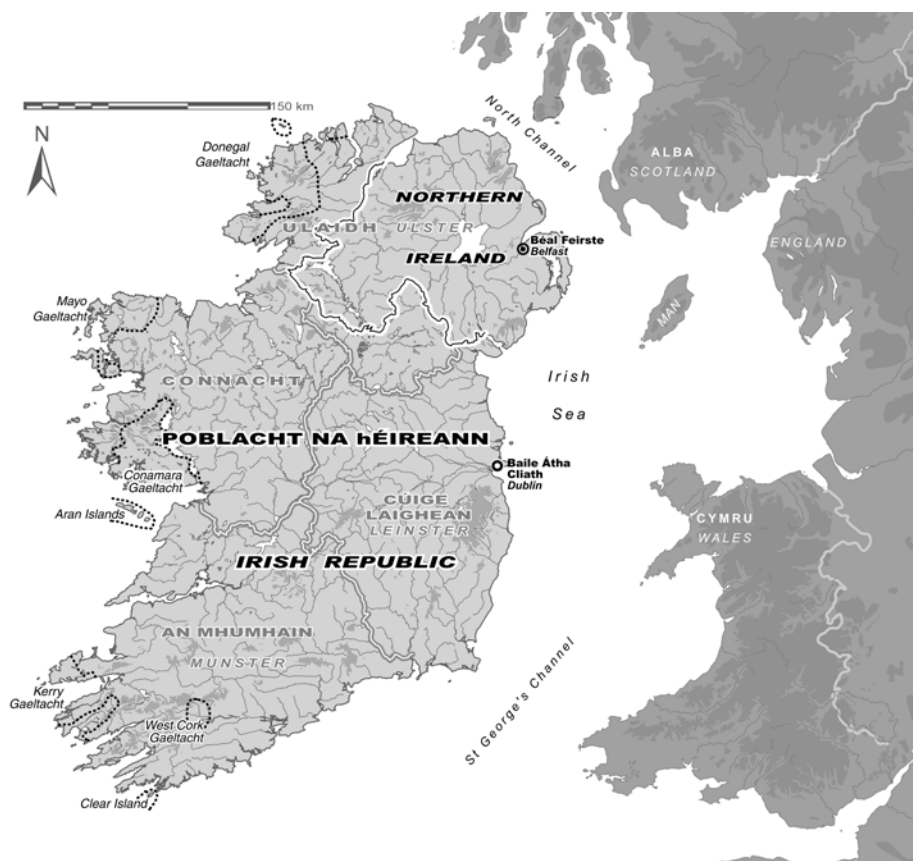 150 km
N
North Channel
Donegal
Gaeltacht
ALBA
SCOTLAND
NORTHERN
ULAIDH ULSTER
Béal Feirste
Belfast
ENGLAND
IRELAND
Mayo
Gaeltacht
MAN
Irish
Sea
CONNACHT
POBLACHT NA hÉIREANN
Baile Átha
Cliath
Dublin
Conamara
Gaeltacht
CÚIGE
LAIGHEAN
LEINSTER
Aran Islands
CYMRU
WALES
IRISH REPUBLIC
AN MHUMHAIN
MUNSTER
St George's Channel
Kerry
Gaeltacht
West Cork
Gaeltacht
Clear Island